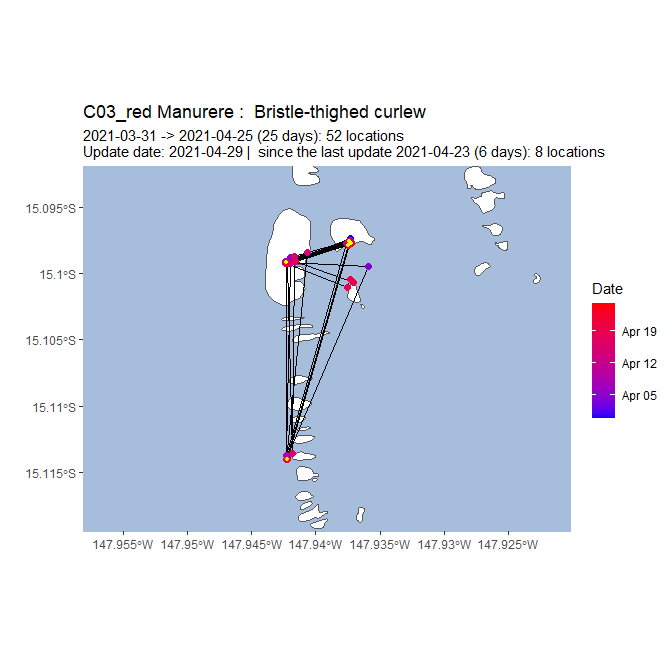 C03_red Manurere :  Bristle-thighed curlew
2021-03-31 -> 2021-04-25 (25 days): 52 locations
Update date: 2021-04-29 |  since the last update 2021-04-23 (6 days): 8 locations
15.095°S
15.1°S
15.105°S
15.11°S
15.115°S
147.955°W
147.95°W
147.945°W
147.94°W
147.935°W
147.93°W
147.925°W
Date
Apr 19
Apr 12
Apr 05